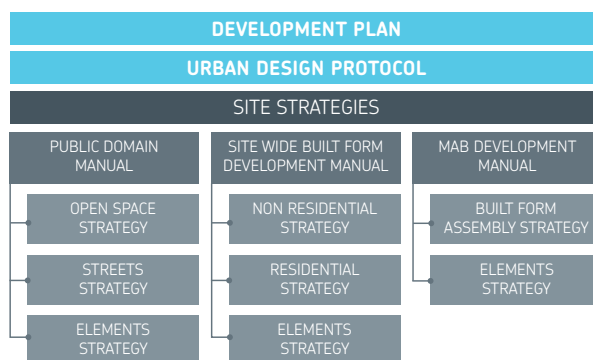 DEVELOPMENT PLAN
URBAN DESIGN PROTOCOL
SITE STRATEGIES
PUBLIC DOMAIN
MANUAL
OPEN SPACE
STRATEGY
STREETS
STRATEGY
ELEMENTS
STRATEGY
SITE WIDE BUILT FORM
DEVELOPMENT MANUAL
NON RESIDENTIAL
STRATEGY
RESIDENTIAL
STRATEGY
ELEMENTS
STRATEGY
MAB DEVELOPMENT
MANUAL
BUILT FORM
ASSEMBLY STRATEGY
ELEMENTS
STRATEGY